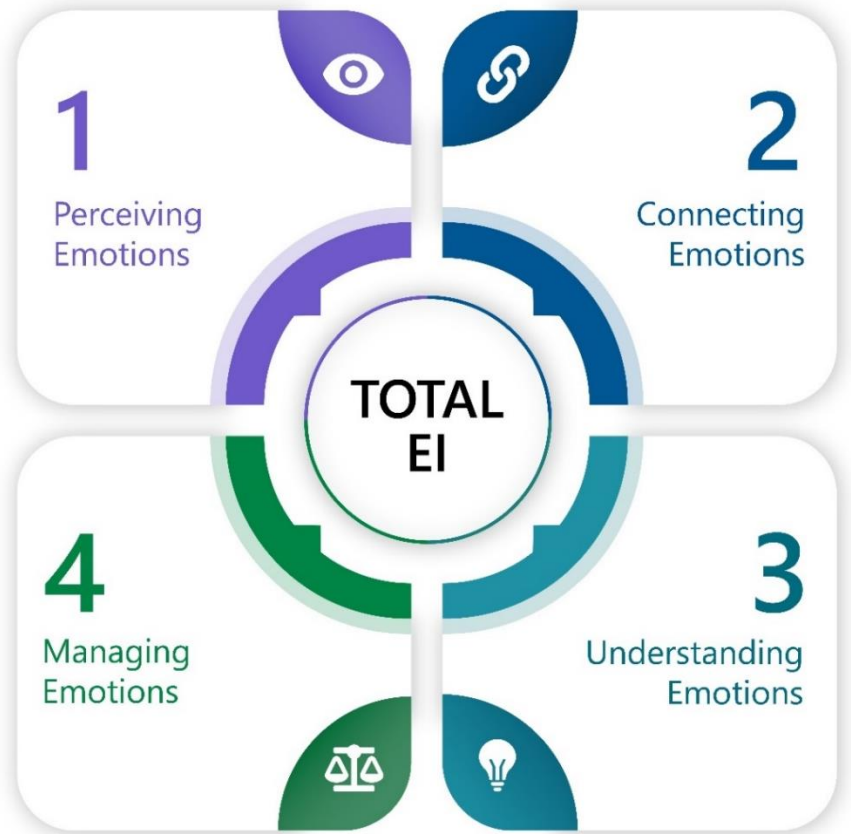 1
Perceiving
Emotions
2
Connecting
Emotions
TOTAL
EI
4
Managing
Emotions
3
Understanding
Emotions